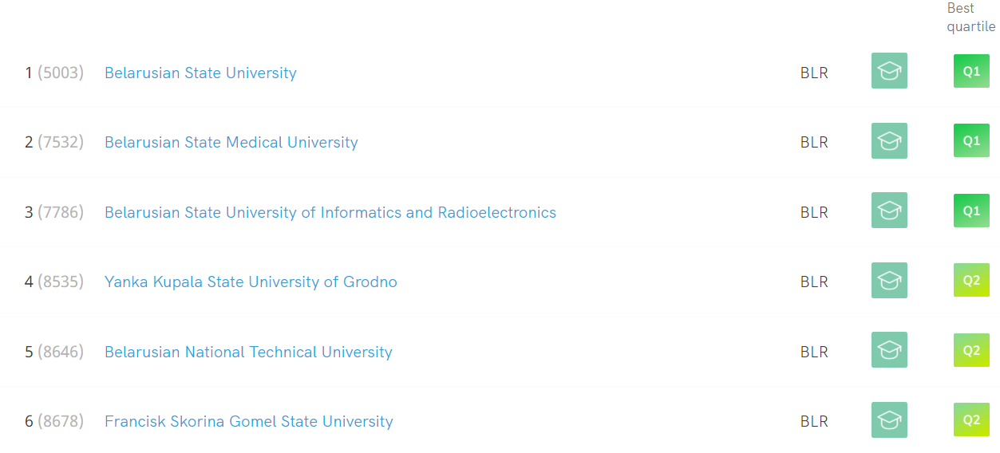 Best
quartile
1 (5003) Belarusian State University BLR Q1
2 (7532) Belarusian State Medical University BLR Q1
3 (7786) Belarusian State University of Informatics and Radioelectronics BLR Q1
4 (8535) Yanka Kupala State University of Grodno BLR Q2
5 (8646) Belarusian National Technical University BLR Q2
6 (8678) Francisk Skorina Gomel State University BLR Q2